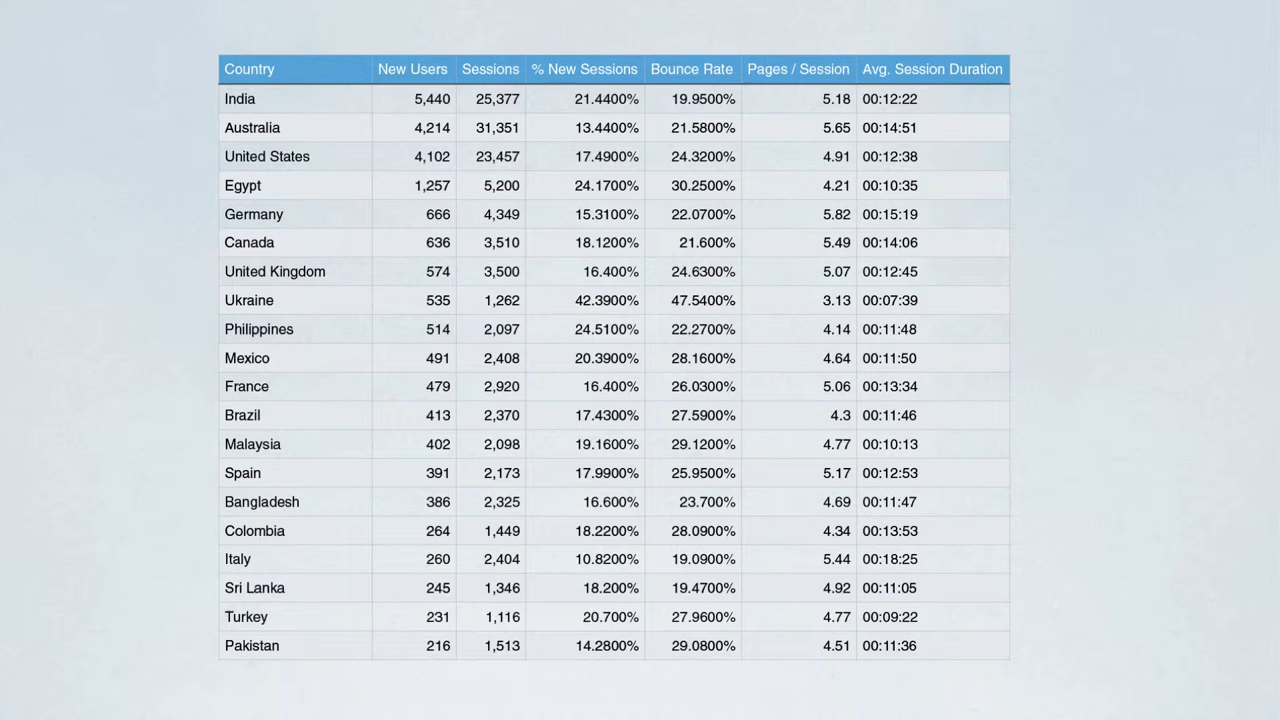 Country New Users Sessions % New Sessions Bounce Rate Pages / Session Avg. Session Duration
India 5,440 25,377 21.4400% 19.9500% 5.18 00:12:22
Australia 4,214 31,351 13.4400% 21.5800% 5.65 00:14:51
United States 4,102 23,457 17.4900% 24.3200% 4.91 00:12:38
Egypt 1,257 5,200 24.1700% 30.2500% 4.21 00:10:35
Germany 666 4,349 15.3100% 22.0700% 5.82 00:15:19
Canada 636 3,510 18.1200% 21.600% 5.49 00:14:06
United Kingdom 574 3,500 16.400% 24.6300% 5.07 00:12:45
Ukraine 535 1,262 42.3900% 47.5400% 3.13 00:07:39
Philippines 514 2,097 24.5100% 22.2700% 4.14 00:11:48
Mexico 491 2,408 20.3900% 28.1600% 4.64 00:11:50
France 479 2,920 16.400% 26.0300% 5.06 00:13:34
Brazil 413 2,370 17.4300% 27.5900% 4.3 00:11:46
Malaysia 402 2,098 19.1600% 29.1200% 4.77 00:10:13
Spain 391 2,173 17.9900% 25.9500% 5.17 00:12:53
Bangladesh 386 2,325 16.600% 23.700% 4.69 00:11:47
Colombia 264 1,449 18.2200% 28.0900% 4.34 00:13:53
Italy 260 2,404 10.8200% 19.0900% 5.44 00:18:25
Sri Lanka 245 1,346 18.200% 19.4700% 4.92 00:11:05
Turkey 231 1,116 20.700% 27.9600% 4.77 00:09:22
Pakistan 216 1,513 14.2800% 29.0800% 4.51 00:11:36